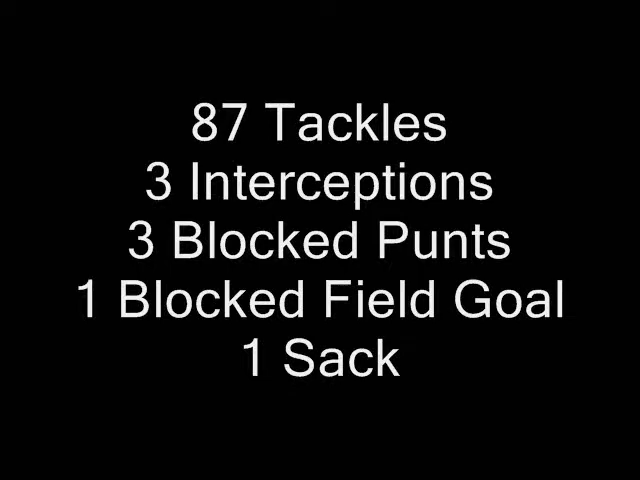 87 Tackles
3 Interceptions
3 Blocked Punts
1 Blocked Field Goal
1 Sack